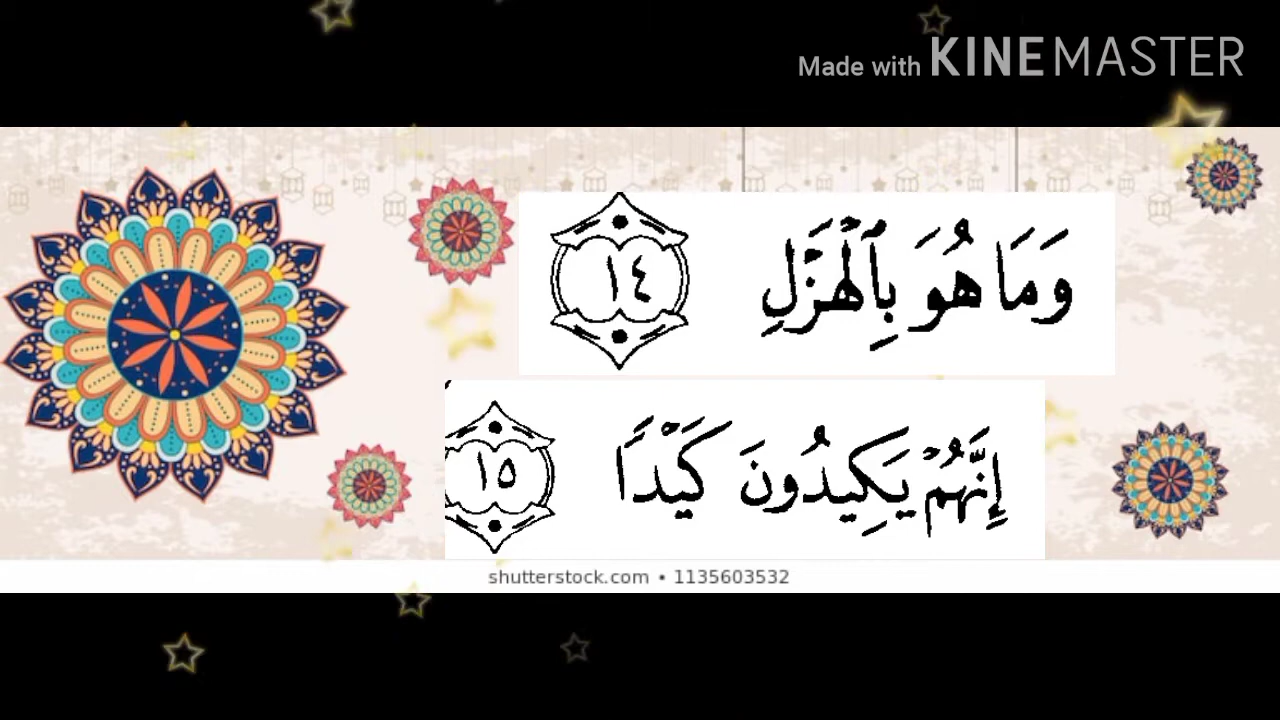 Made with KINEMASTER
وَمَا هُوَ بِٱلْهَزْلِ ١٤
إِنَّهُمْ يَكِيدُونَ كَيْدًا ١٥
shutterstock.com • 1135603532